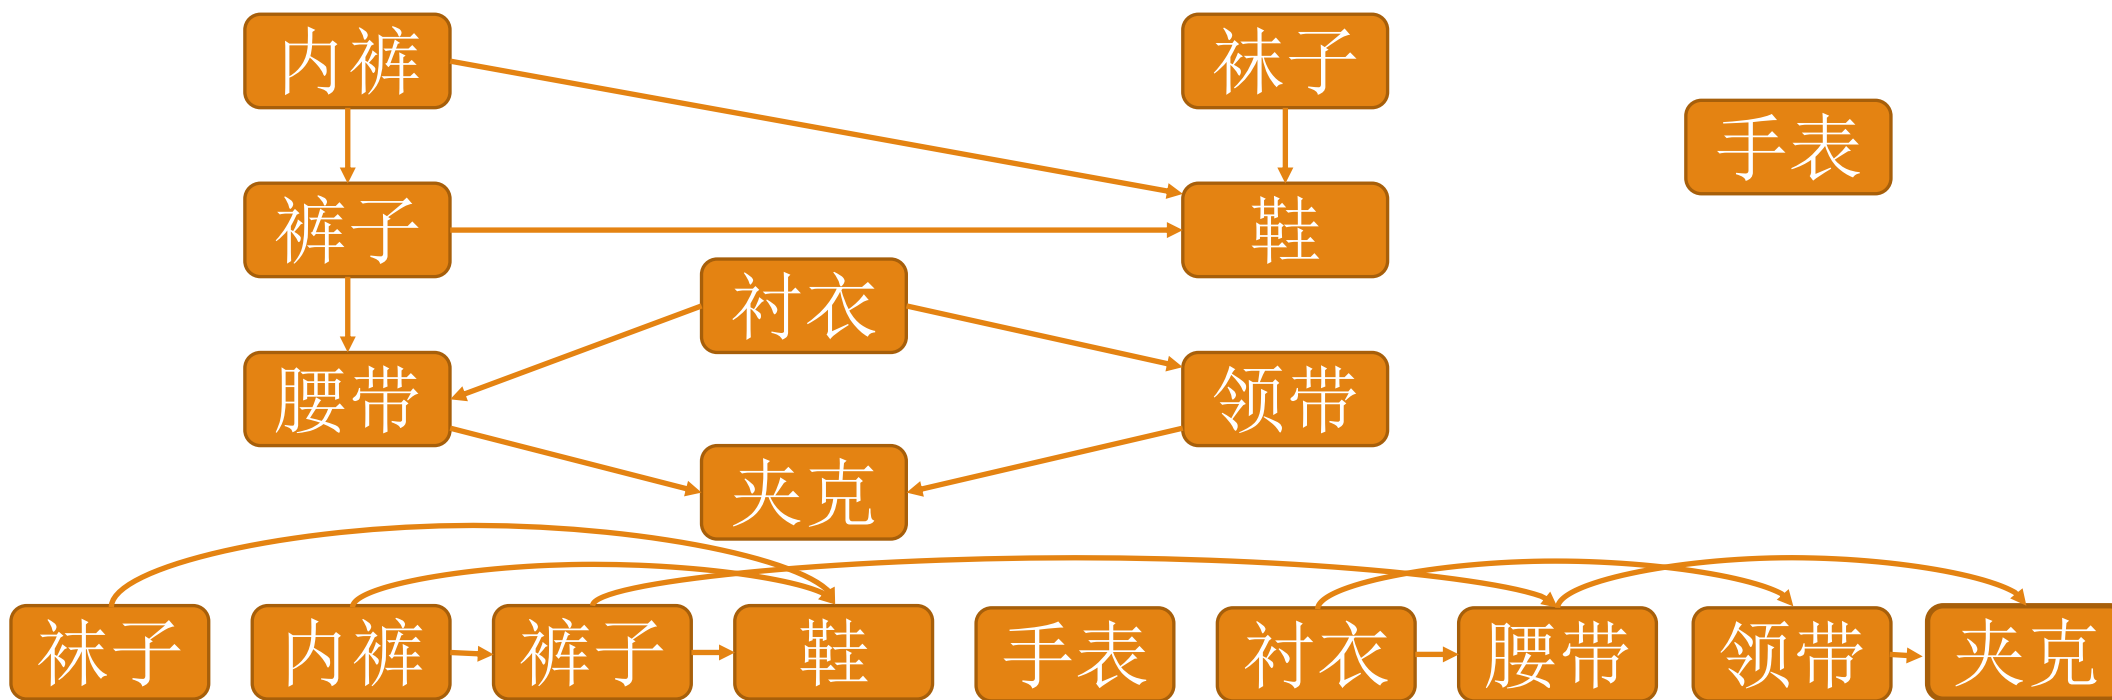 内裤
袜子
手表
裤子
鞋
衬衣
腰带
领带
夹克
袜子
内裤
裤子
鞋
手表
衬衣
腰带
领带
夹克